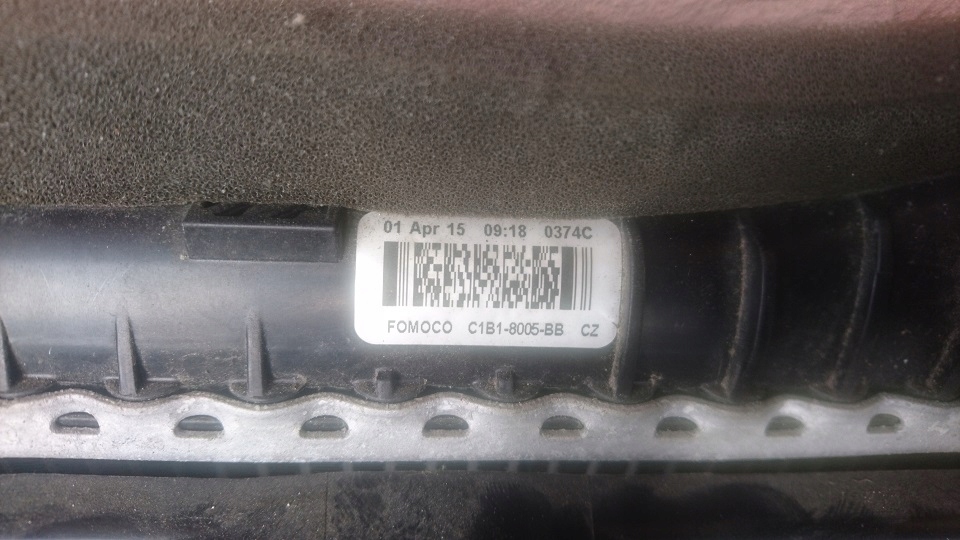 01 Apr 15 09:18 0374C
FOMOCO C1B1-8005-BB CZ